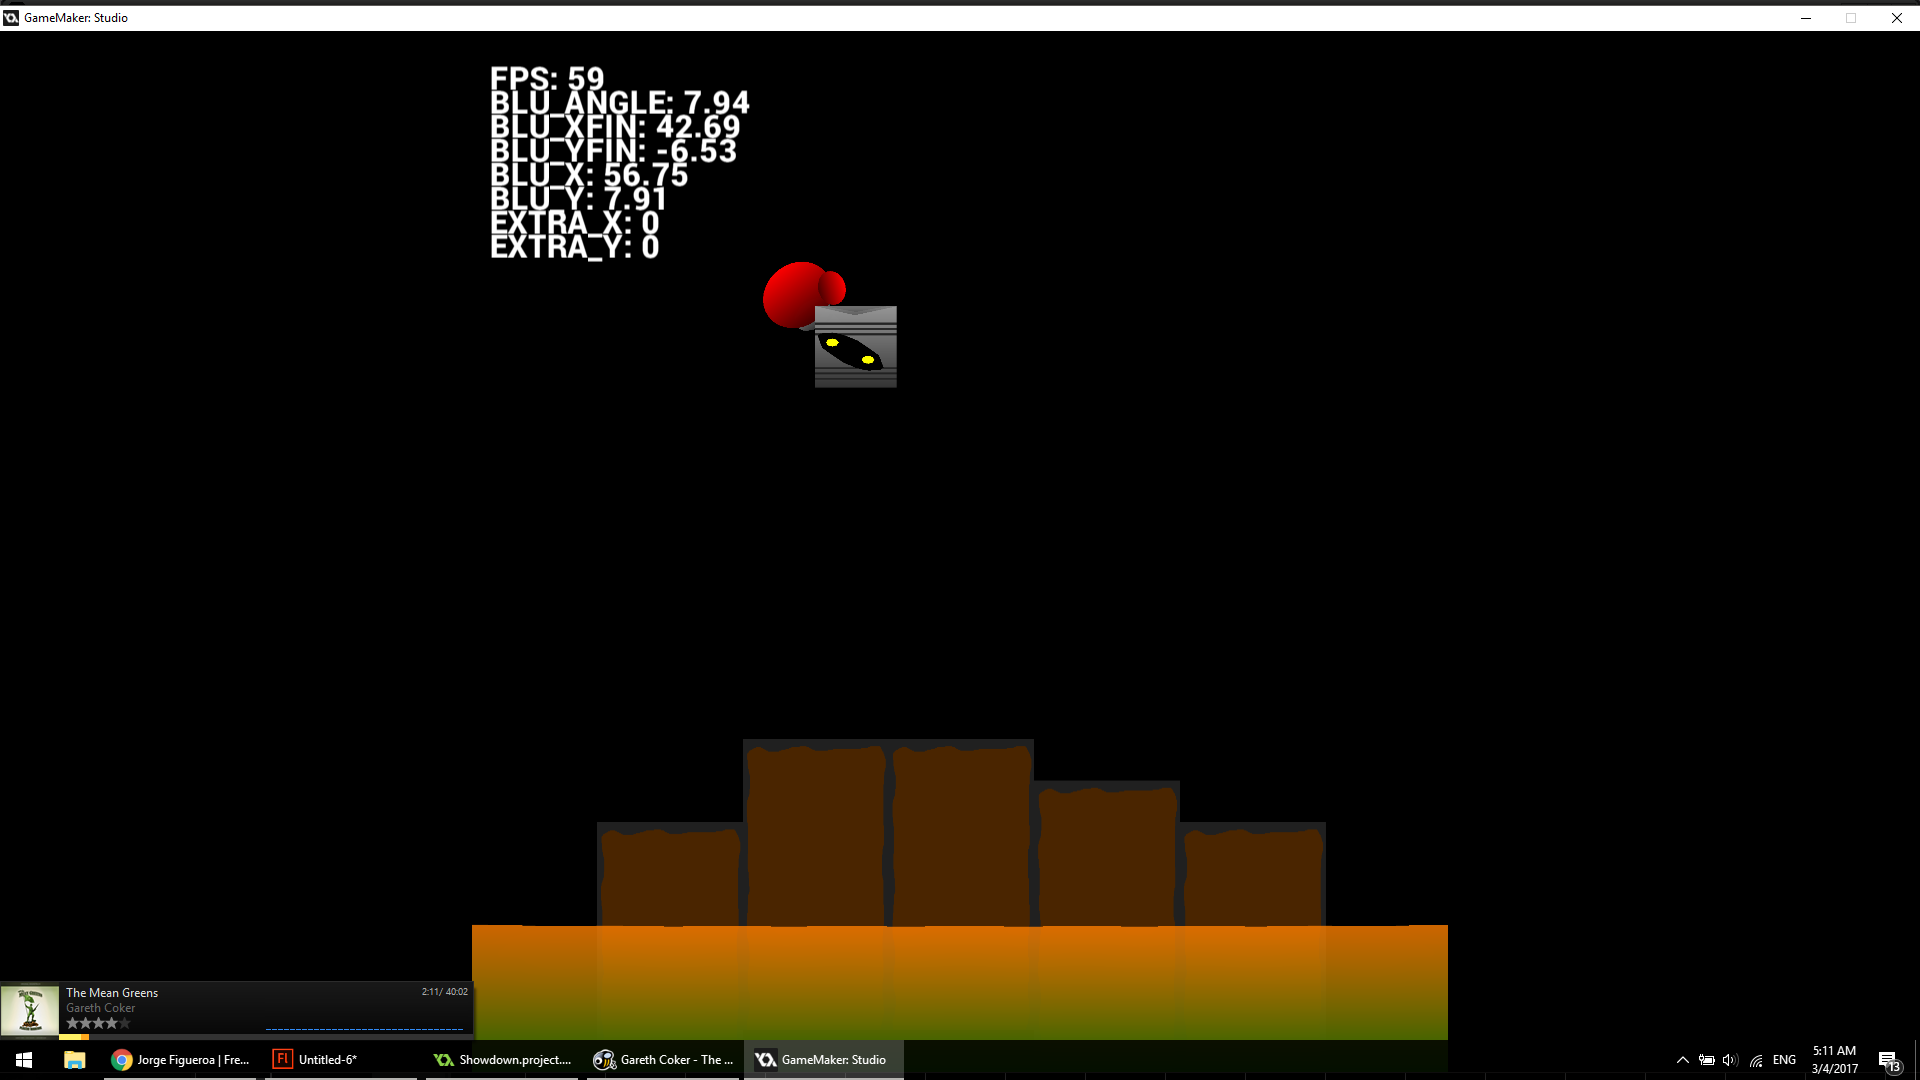 GameMaker: Studio
FPS: 59
BLU_ANGLE: 7.94
BLU_XFIN: 42.69
BLU_YFIN: -6.53
BLU_X: 56.75
BLU_Y: 7.91
EXTRA_X: 0
EXTRA_Y: 0
The Mean Greens
2:11/ 40:02
Gareth Coker
Jorge Figueroa | Fre...
Fl
Untitled-6*
Showdown.project....
Gareth Coker - The ...
GameMaker: Studio
ENG
5:11 AM
3/4/2017
13